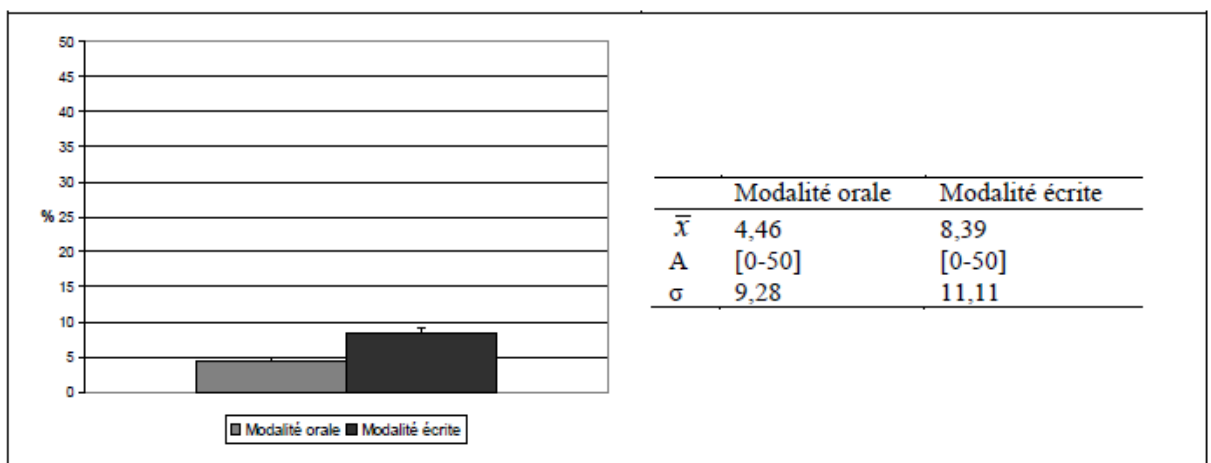 50
45
40
35
30
% 25
20
15
10
5
0
Modalité orale Modalité écrite
Modalité orale Modalité écrite
x̅ 4,46 8,39
A [0-50] [0-50]
σ 9,28 11,11